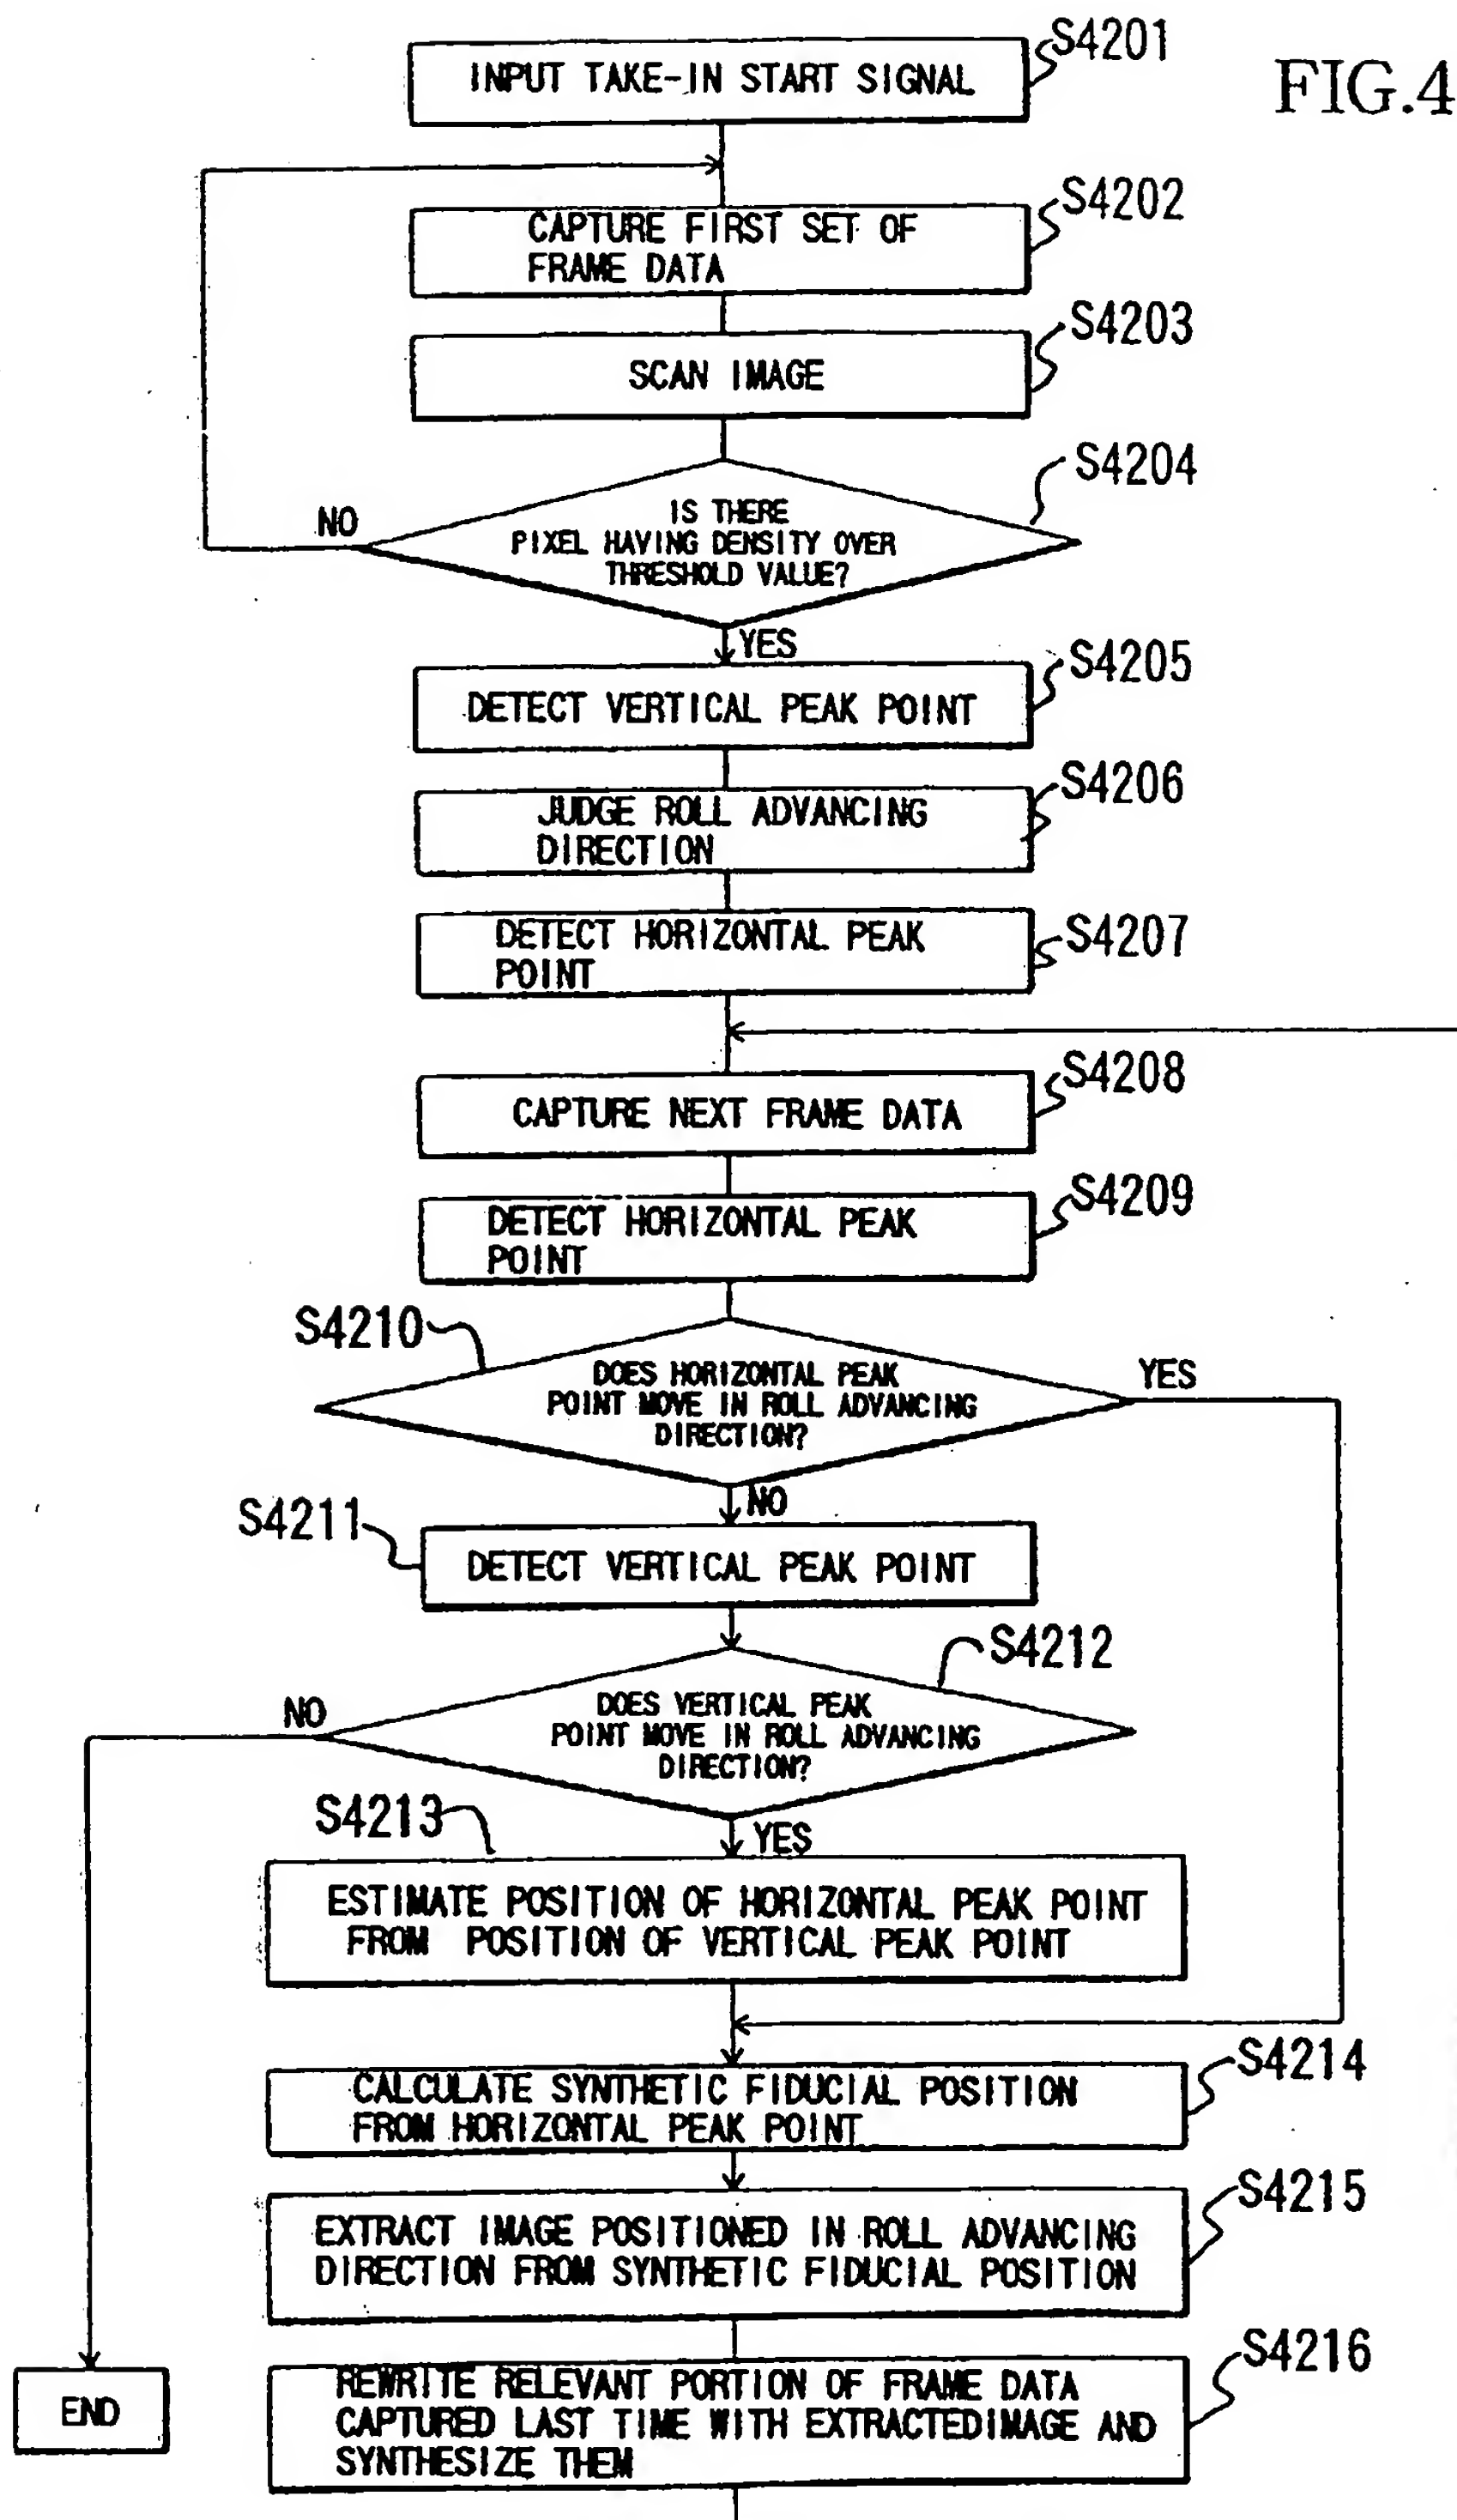 FIG.4
INPUT TAKE-IN START SIGNAL
S4201
CAPTURE FIRST SET OF
FRAME DATA
S4202
SCAN IMAGE
S4203
IS THERE
PIXEL HAVING DENSITY OVER
THRESHOLD VALUE?
S4204
NO
YES
DETECT VERTICAL PEAK POINT
S4205
JUDGE ROLL ADVANCING
DIRECTION
S4206
DETECT HORIZONTAL PEAK
POINT
S4207
CAPTURE NEXT FRAME DATA
S4208
DETECT HORIZONTAL PEAK
POINT
S4209
S4210
DOES HORIZONTAL PEAK
POINT MOVE IN ROLL ADVANCING
DIRECTION?
YES
NO
S4211
DETECT VERTICAL PEAK POINT
S4212
DOES VERTICAL PEAK
POINT MOVE IN ROLL ADVANCING
DIRECTION?
NO
YES
S4213
ESTIMATE POSITION OF HORIZONTAL PEAK POINT
FROM POSITION OF VERTICAL PEAK POINT
CALCULATE SYNTHETIC FIDUCIAL POSITION
FROM HORIZONTAL PEAK POINT
S4214
EXTRACT IMAGE POSITIONED IN ROLL ADVANCING
DIRECTION FROM SYNTHETIC FIDUCIAL POSITION
S4215
REWRITE RELEVANT PORTION OF FRAME DATA
CAPTURED LAST TIME WITH EXTRACTEDIMAGE AND
SYNTHESIZE THEM
S4216
END